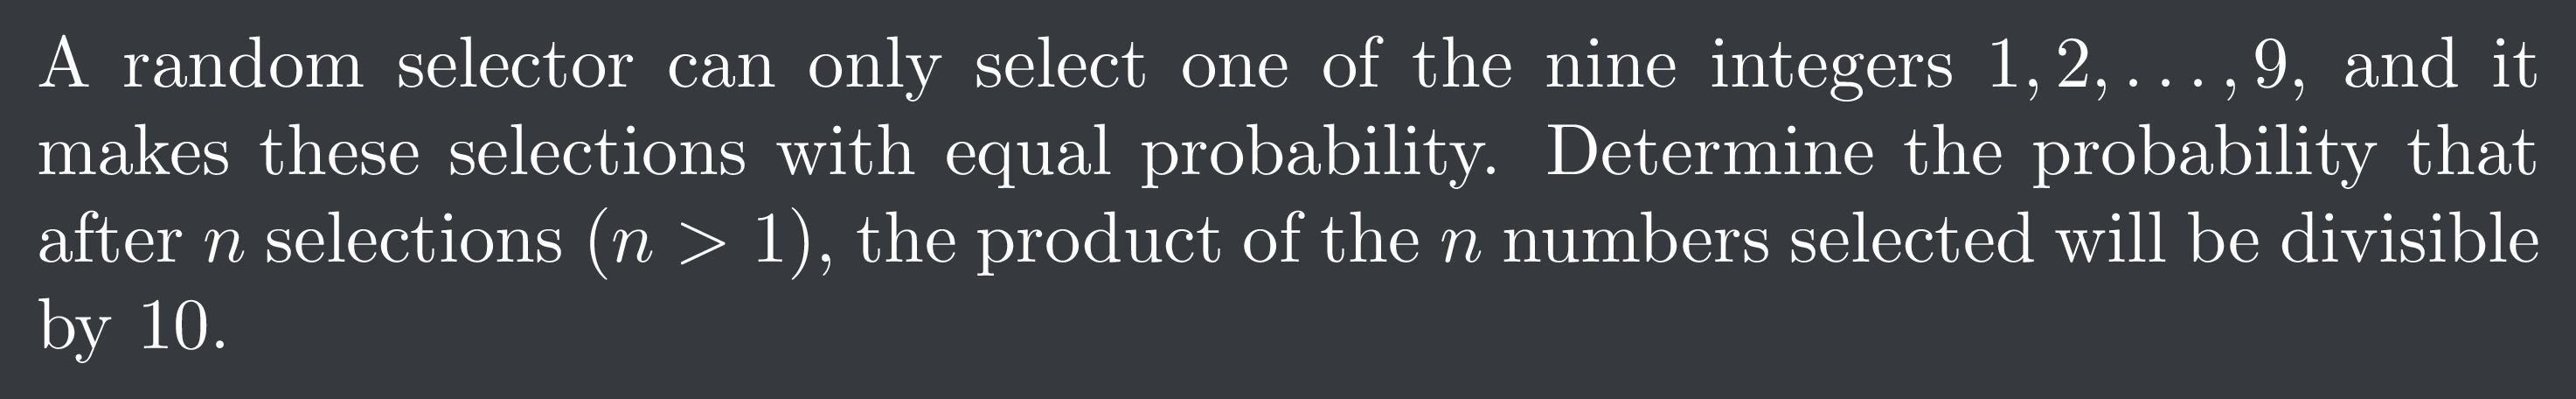 A random selector can only select one of the nine integers 1, 2, . . . , 9, and it
makes these selections with equal probability. Determine the probability that
after n selections (n > 1), the product of the n numbers selected will be divisible
by 10.